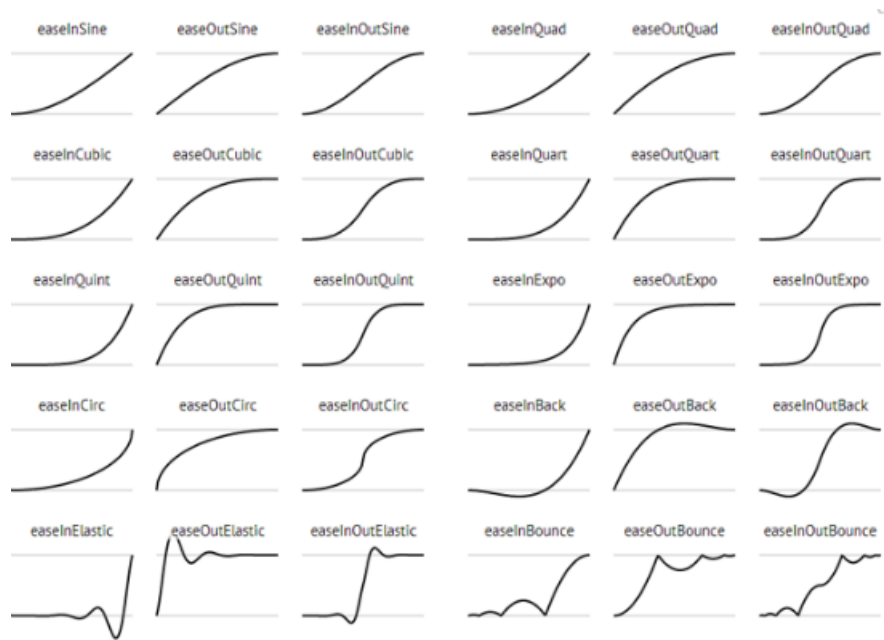 easeInSine easeOutSine easeInOutSine easeInQuad easeOutQuad easeInOutQuad
easeInCubic easeOutCubic easeInOutCubic easeInQuart easeOutQuart easeInOutQuart
easeInQuint easeOutQuint easeInOutQuint easeInExpo easeOutExpo easeInOutExpo
easeInCirc easeOutCirc easeInOutCirc easeInBack easeOutBack easeInOutBack
easeInElastic easeOutElastic easeInOutElastic easeInBounce easeOutBounce easeInOutBounce